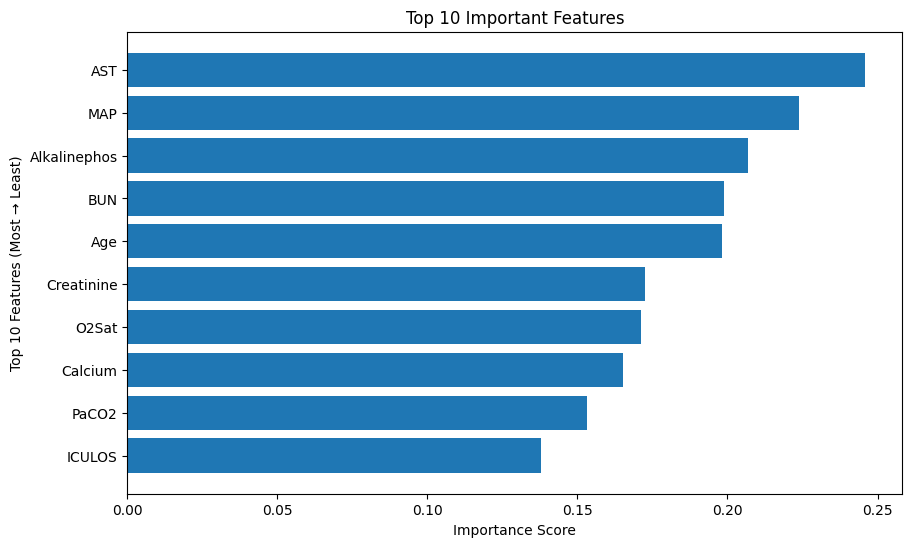 Top 10 Important Features
Top 10 Features (Most → Least)
AST
MAP
Alkalinephos
BUN
Age
Creatinine
O2Sat
Calcium
PaCO2
ICULOS
0.00 0.05 0.10 0.15 0.20 0.25
Importance Score